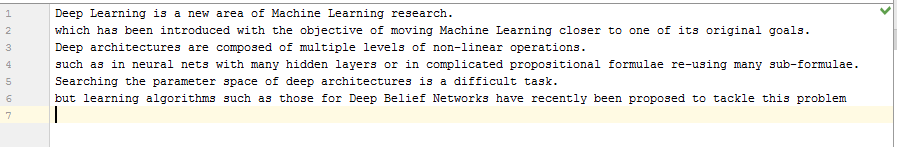 1 Deep Learning is a new area of Machine Learning research.
2 which has been introduced with the objective of moving Machine Learning closer to one of its original goals.
3 Deep architectures are composed of multiple levels of non-linear operations.
4 such as in neural nets with many hidden layers or in complicated propositional formulae re-using many sub-formulae.
5 Searching the parameter space of deep architectures is a difficult task.
6 but learning algorithms such as those for Deep Belief Networks have recently been proposed to tackle this problem
7